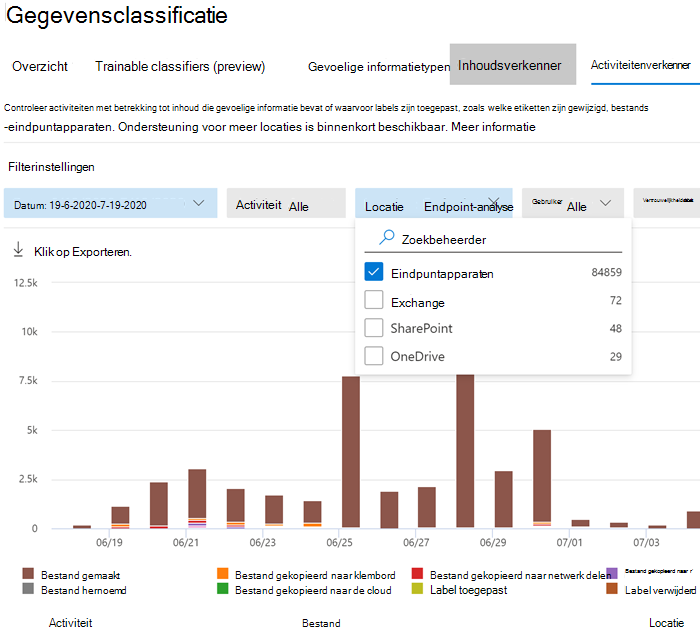 Gegevensclassificatie
Overzicht Trainable classifiers (preview) Gevoelige informatietypen Inhoudsverkenner Activiteitenverkenner
Controleer activiteiten met betrekking tot inhoud die gevoelige informatie bevat of waarvoor labels zijn toegepast, zoals welke etiketten zijn gewijzigd, bestands
-eindpuntapparaten. Ondersteuning voor meer locaties is binnenkort beschikbaar. Meer informatie
Filterinstellingen
Datum: 19-6-2020-7-19-2020 Activiteit Alle Locatie Endpoint-analyse Gebruiker Alle
Klik op Exporteren.
Zoekbeheerder
Eindpuntapparaten 84859
Exchange 72
SharePoint 48
OneDrive 29
12.5k
10k
7.5k
5k
2.5k
0
06/19 06/21 06/23 06/25 06/27 06/29 07/01 07/03
Bestand gemaakt Bestand gekopieerd naar klembord Bestand gekopieerd naar netwerk delen Bestand gekopieerd naar r
Bestand hernoemd Bestand gekopieerd naar de cloud Label toegepast Label verwijderd
Activiteit Bestand Locatie